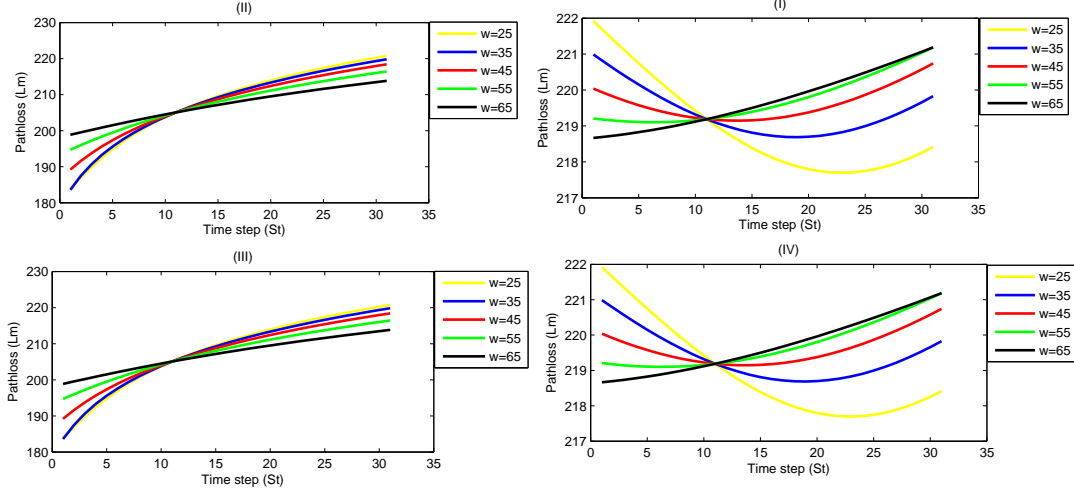 (II)
Pathloss (Lm)
230
220
210
200
190
180
0 5 10 15 20 25 30 35
Time step (St)
w=25
w=35
w=45
w=55
w=65
(I)
Pathloss (Lm)
222
221
220
219
218
217
0 5 10 15 20 25 30 35
Time step (St)
w=25
w=35
w=45
w=55
w=65
(III)
Pathloss (Lm)
230
220
210
200
190
180
0 5 10 15 20 25 30 35
Time step (St)
w=25
w=35
w=45
w=55
w=65
(IV)
Pathloss (Lm)
222
221
220
219
218
217
0 5 10 15 20 25 30 35
Time step (St)
w=25
w=35
w=45
w=55
w=65